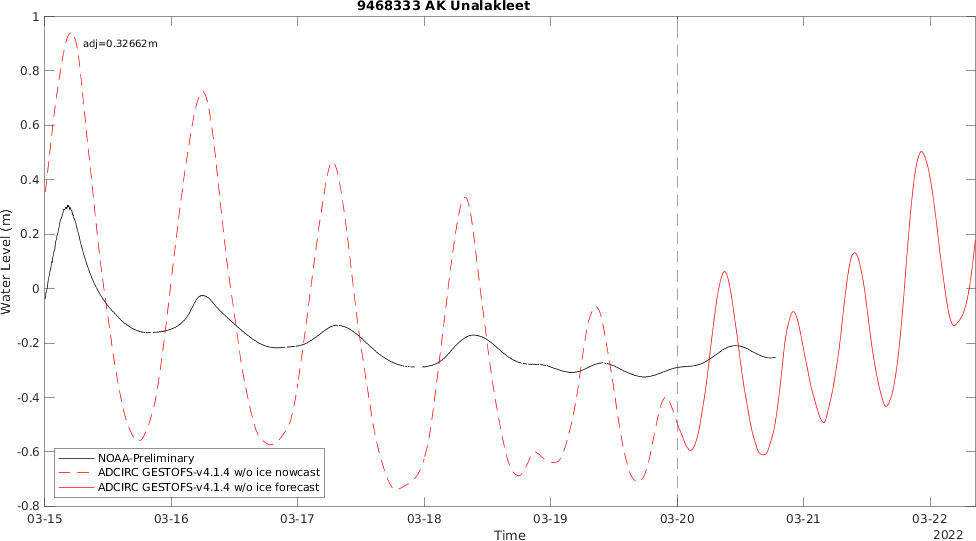 9468333 AK Unalakleet
adj=0.32662m
Water Level (m)
1
0.8
0.6
0.4
0.2
0
-0.2
-0.4
-0.6
-0.8
NOAA-Preliminary
ADCIRC GESTOFS-v4.1.4 w/o ice nowcast
ADCIRC GESTOFS-v4.1.4 w/o ice forecast
03-15 03-16 03-17 03-18 03-19 03-20 03-21 03-22
Time
2022